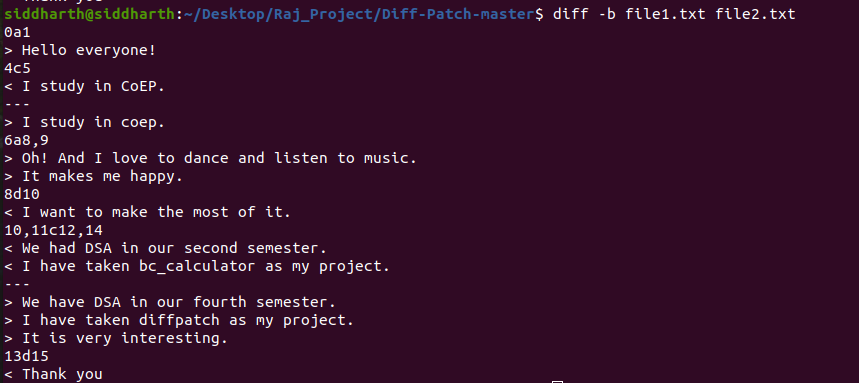 siddharth@siddharth:~/Desktop/Raj_Project/Diff-Patch-master$ diff -b file1.txt file2.txt
0a1
> Hello everyone!
4c5
< I study in CoEP.
---
> I study in coep.
6a8,9
> Oh! And I love to dance and listen to music.
> It makes me happy.
8d10
< I want to make the most of it.
10,11c12,14
< We had DSA in our second semester.
< I have taken bc_calculator as my project.
---
> We have DSA in our fourth semester.
> I have taken diffpatch as my project.
> It is very interesting.
13d15
< Thank you